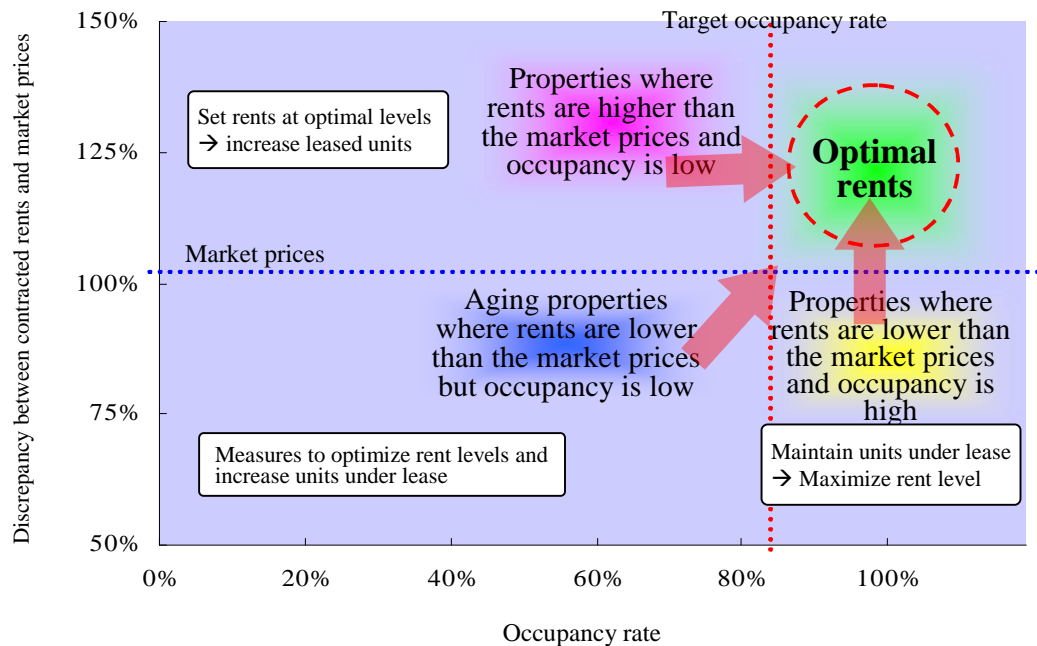 150%
Target occupancy rate
Properties where
rents are higher than
the market prices and
occupancy is low
Set rents at optimal levels
→ increase leased units
125%
Optimal
rents
Market prices
100%
Aging properties
where rents are lower
than the market prices
but occupancy is low
Properties where
rents are lower than
the market prices
and occupancy is
high
75%
Measures to optimize rent levels and
increase units under lease
Maintain units under lease
→ Maximize rent level
50%
0%
20%
40%
60%
80%
100%
Occupancy rate
Discrepancy between contracted rents and market prices